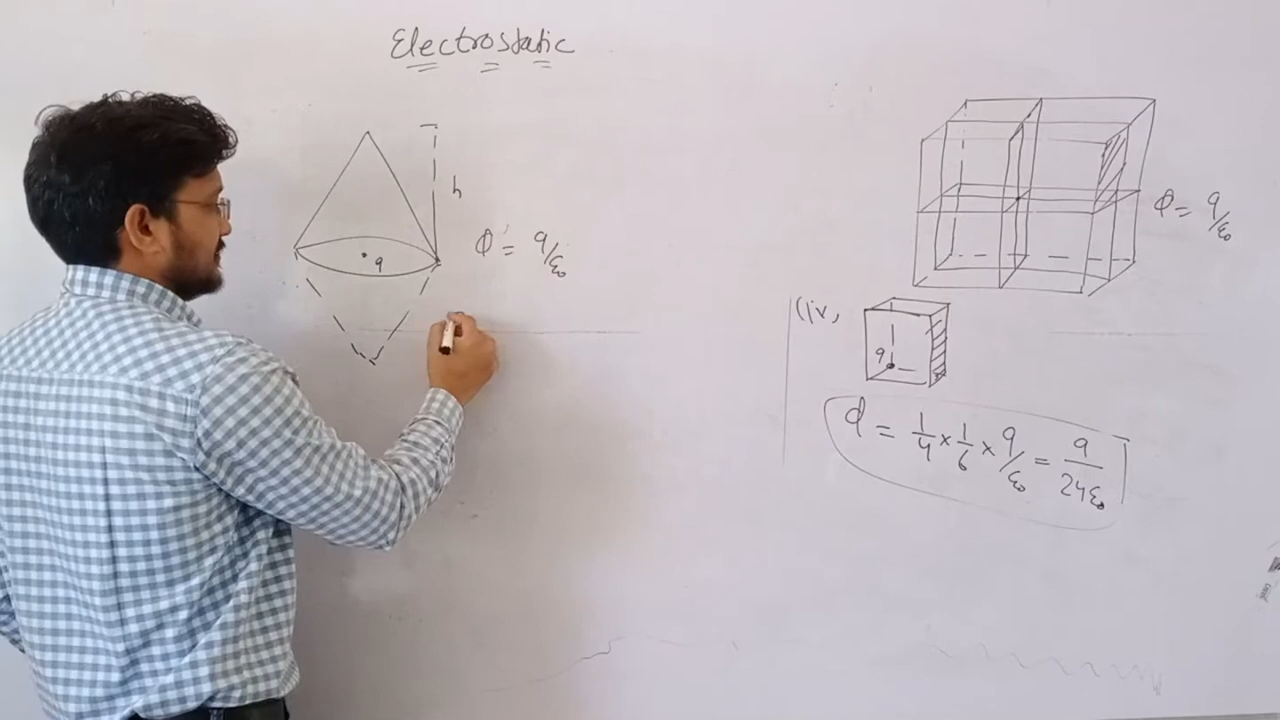 Electrostatic
h
q
Φ' = q/ε₀
Φ = q/ε₀
(iv)
q
ϕ = 1/4 × 1/6 × q/ε₀ = q/24ε₀